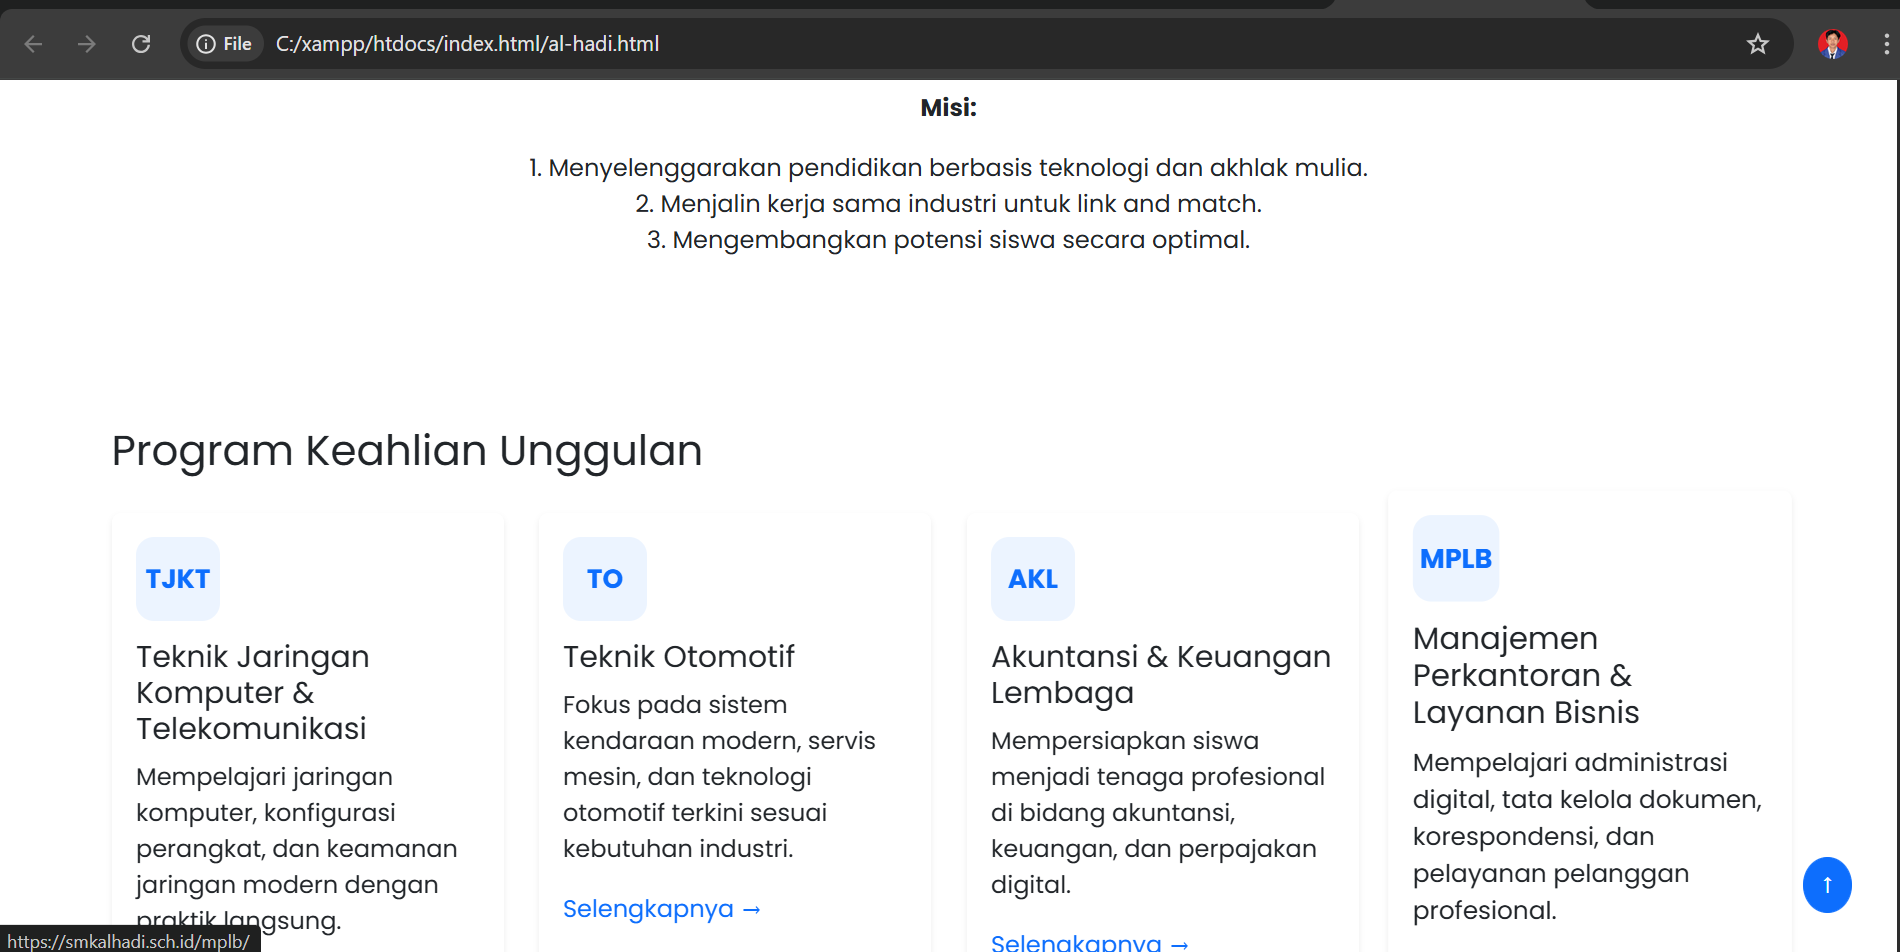 File
C:/xampp/htdocs/index.html/al-hadi.html
Misi:
1. Menyelenggarakan pendidikan berbasis teknologi dan akhlak mulia.
2. Menjalin kerja sama industri untuk link and match.
3. Mengembangkan potensi siswa secara optimal.
Program Keahlian Unggulan
TJKT
Teknik Jaringan
Komputer &
Telekomunikasi
Mempelajari jaringan
komputer, konfigurasi
perangkat, dan keamanan
jaringan modern dengan
praktik langsung.
TO
Teknik Otomotif
Fokus pada sistem
kendaraan modern, servis
mesin, dan teknologi
otomotif terkini sesuai
kebutuhan industri.
Selengkapnya →
AKL
Akuntansi & Keuangan
Lembaga
Mempersiapkan siswa
menjadi tenaga profesional
di bidang akuntansi,
keuangan, dan perpajakan
digital.
Selengkapnya →
MPLB
Manajemen
Perkantoran &
Layanan Bisnis
Mempelajari administrasi
digital, tata kelola dokumen,
korespondensi, dan
pelayanan pelanggan
profesional.
↑
https://smkalhadi.sch.id/mplb/